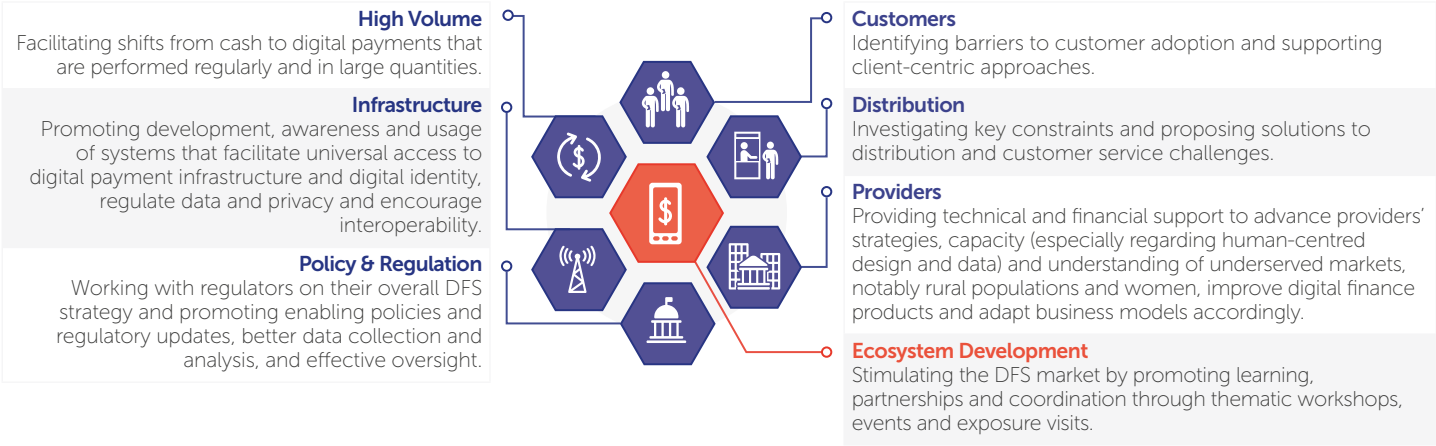 High Volume
Facilitating shifts from cash to digital payments that
are performed regularly and in large quantities.
Infrastructure
Promoting development, awareness and usage
of systems that facilitate universal access to
digital payment infrastructure and digital identity,
regulate data and privacy and encourage
interoperability.
Policy & Regulation
Working with regulators on their overall DFS
strategy and promoting enabling policies and
regulatory updates, better data collection and
analysis, and effective oversight.
$
$
Customers
Identifying barriers to customer adoption and supporting
client-centric approaches.
Distribution
Investigating key constraints and proposing solutions to
distribution and customer service challenges.
Providers
Providing technical and financial support to advance providers’
strategies, capacity (especially regarding human-centred
design and data) and understanding of underserved markets,
notably rural populations and women, improve digital finance
products and adapt business models accordingly.
Ecosystem Development
Stimulating the DFS market by promoting learning,
partnerships and coordination through thematic workshops,
events and exposure visits.